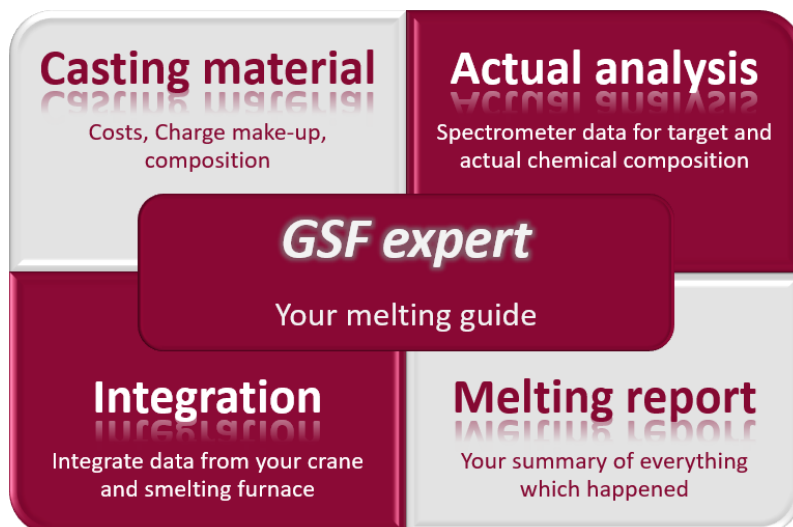 Casting material
Costs, Charge make-up,
composition
Actual analysis
Spectrometer data for target and
actual chemical composition
GSF expert
Your melting guide
Integration
Integrate data from your crane
and smelting furnace
Melting report
Your summary of everything
which happened